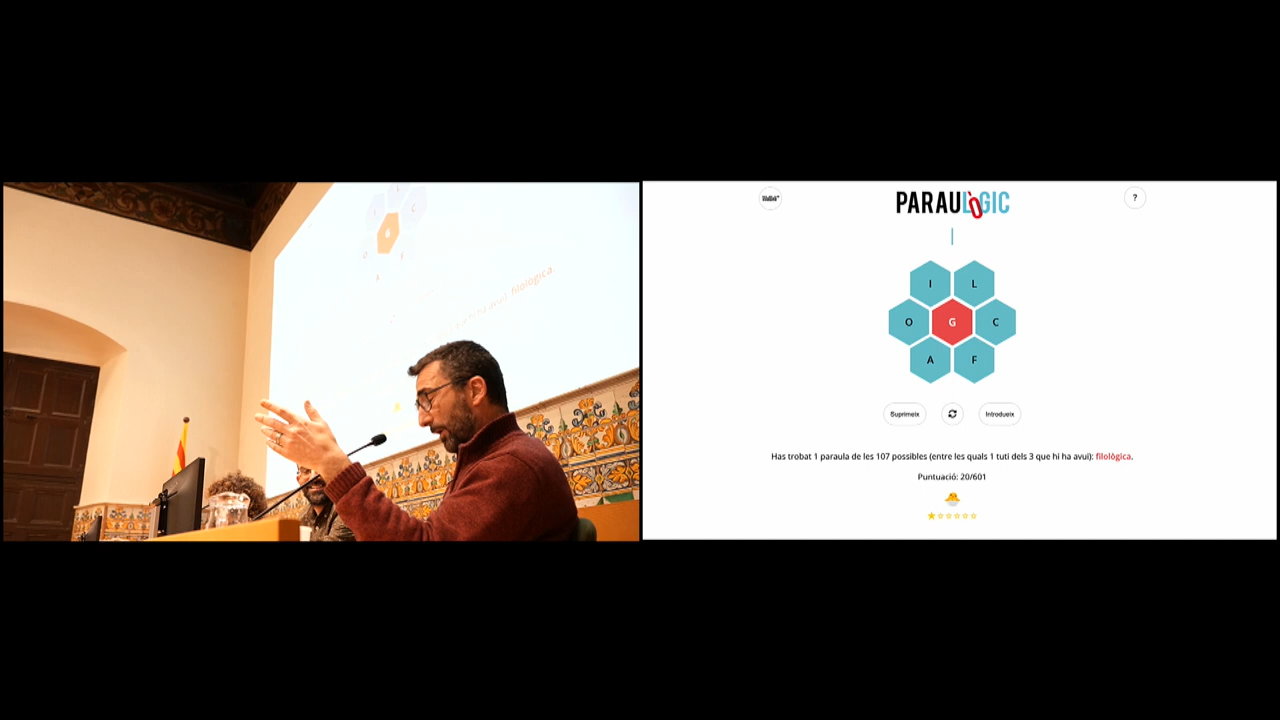 PARAULÒGIC
?
I
L
O
G
C
A
F
Suprimeix
Introdueix
Has trobat 1 paraula de les 107 possibles (entre les quals 1 tuti dels 3 que hi ha avui): filològica.
Puntuació: 20/601
filològica.